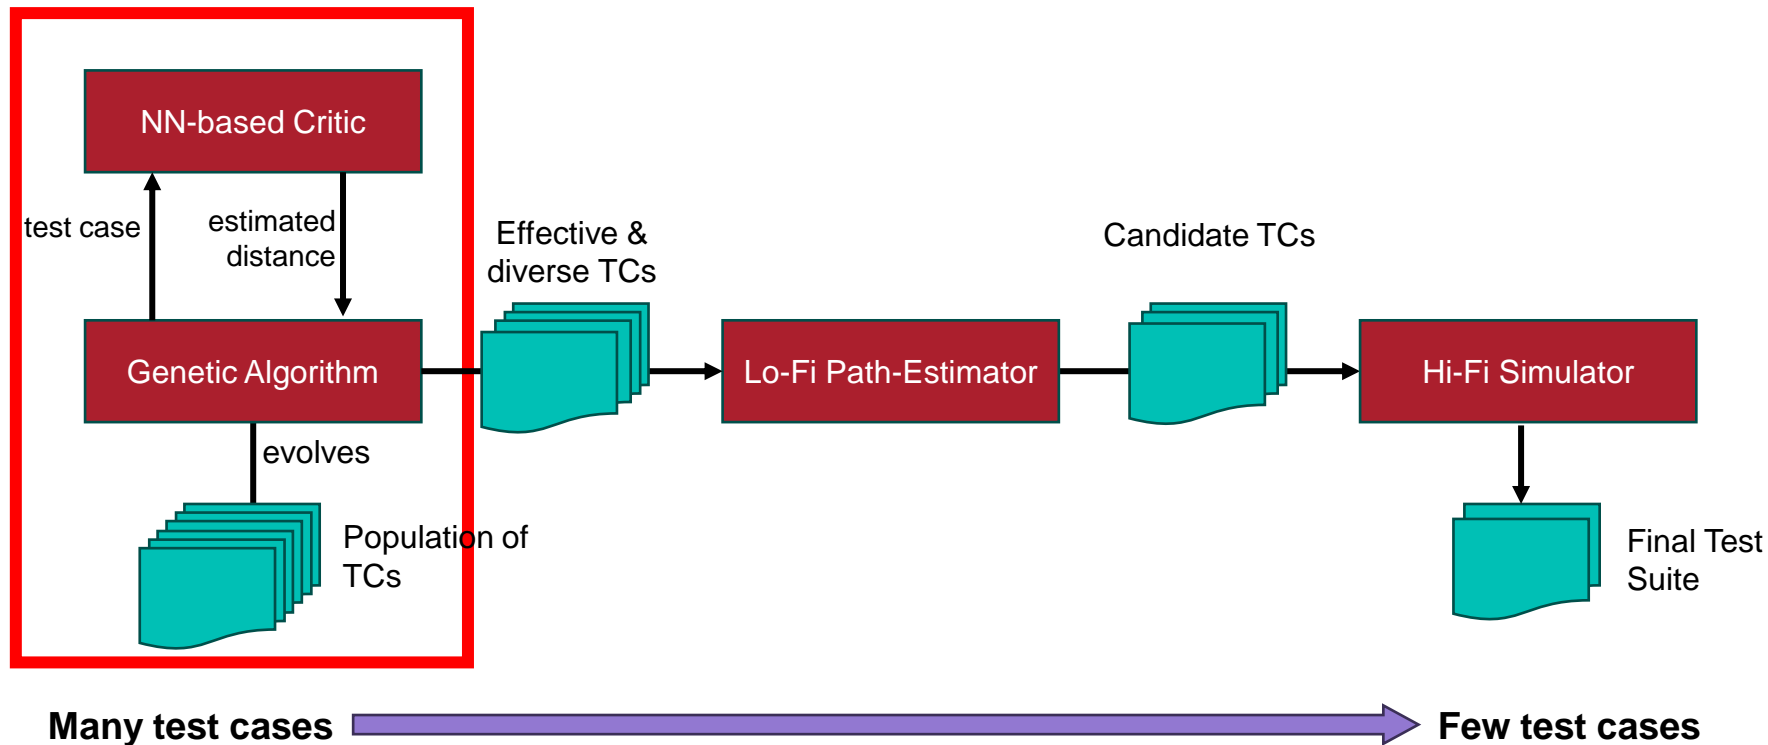 NN-based Critic
test case
estimated
distance
Effective &
diverse TCs
Candidate TCs
Genetic Algorithm
Lo-Fi Path-Estimator
Hi-Fi Simulator
evolves
Population of
TCs
Final Test
Suite
Many test cases
Few test cases